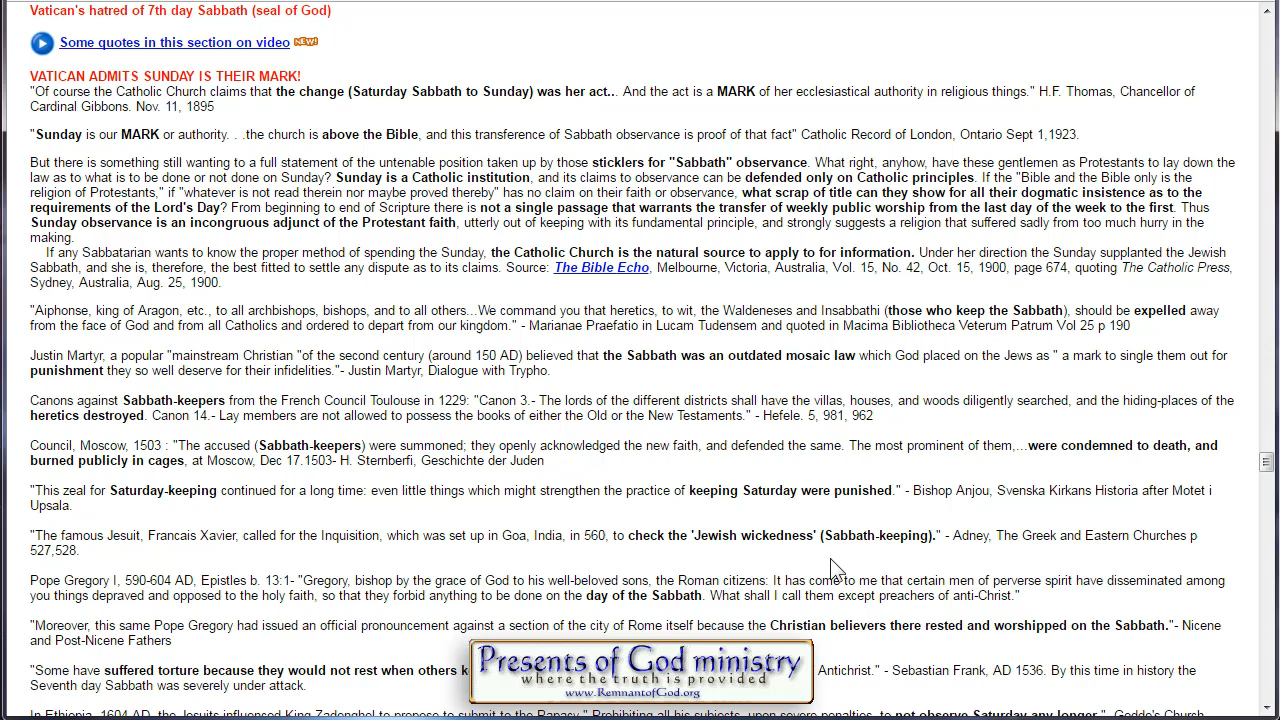 Vatican's hatred of 7th day Sabbath (seal of God)
Some quotes in this section on video NEW!
VATICAN ADMITS SUNDAY IS THEIR MARK!
"Of course the Catholic Church claims that the change (Saturday Sabbath to Sunday) was her act... And the act is a MARK of her ecclesiastical authority in religious things." H.F. Thomas, Chancellor of
Cardinal Gibbons. Nov. 11, 1895
"Sunday is our MARK or authority. . .the church is above the Bible, and this transference of Sabbath observance is proof of that fact" Catholic Record of London, Ontario Sept 1,1923.
But there is something still wanting to a full statement of the untenable position taken up by those sticklers for "Sabbath" observance. What right, anyhow, have these gentlemen as Protestants to lay down the
law as to what is to be done or not done on Sunday? Sunday is a Catholic institution, and its claims to observance can be defended only on Catholic principles. If the "Bible and the Bible only is the
religion of Protestants," if "whatever is not read therein nor maybe proved thereby" has no claim on their faith or observance, what scrap of title can they show for all their dogmatic insistence as to the
requirements of the Lord's Day? From beginning to end of Scripture there is not a single passage that warrants the transfer of weekly public worship from the last day of the week to the first. Thus
Sunday observance is an incongruous adjunct of the Protestant faith, utterly out of keeping with its fundamental principle, and strongly suggests a religion that suffered sadly from too much hurry in the
making.
If any Sabbatarian wants to know the proper method of spending the Sunday, the Catholic Church is the natural source to apply to for information. Under her direction the Sunday supplanted the Jewish
Sabbath, and she is, therefore, the best fitted to settle any dispute as to its claims. Source: The Bible Echo, Melbourne, Victoria, Australia, Vol. 15, No. 42, Oct. 15, 1900, page 674, quoting The Catholic Press,
Sydney, Australia, Aug. 25, 1900.
"Aiphonse, king of Aragon, etc., to all archbishops, bishops, and to all others...We command you that heretics, to wit, the Waldeneses and Insabbathi (those who keep the Sabbath), should be expelled away
from the face of God and from all Catholics and ordered to depart from our kingdom." - Marianae Praefatio in Lucam Tudensem and quoted in Macima Bibliotheca Veterum Patrum Vol 25 p 190
Justin Martyr, a popular "mainstream Christian "of the second century (around 150 AD) believed that the Sabbath was an outdated mosaic law which God placed on the Jews as " a mark to single them out for
punishment they so well deserve for their infidelities."- Justin Martyr, Dialogue with Trypho.
Canons against Sabbath-keepers from the French Council Toulouse in 1229: "Canon 3.- The lords of the different districts shall have the villas, houses, and woods diligently searched, and the hiding-places of the
heretics destroyed. Canon 14.- Lay members are not allowed to possess the books of either the Old or the New Testaments." - Hefele. 5, 981, 962
Council, Moscow, 1503 : "The accused (Sabbath-keepers) were summoned; they openly acknowledged the new faith, and defended the same. The most prominent of them,...were condemned to death, and
burned publicly in cages, at Moscow, Dec 17.1503- H. Sternberfi, Geschichte der Juden
"This zeal for Saturday-keeping continued for a long time: even little things which might strengthen the practice of keeping Saturday were punished." - Bishop Anjou, Svenska Kirkans Historia after Motet i
Upsala.
"The famous Jesuit, Francais Xavier, called for the Inquisition, which was set up in Goa, India, in 560, to check the 'Jewish wickedness' (Sabbath-keeping)." - Adney, The Greek and Eastern Churches p
527,528.
Pope Gregory I, 590-604 AD, Epistles b. 13:1- "Gregory, bishop by the grace of God to his well-beloved sons, the Roman citizens: It has come to me that certain men of perverse spirit have disseminated among
you things depraved and opposed to the holy faith, so that they forbid anything to be done on the day of the Sabbath. What shall I call them except preachers of anti-Christ."
"Moreover, this same Pope Gregory had issued an official pronouncement against a section of the city of Rome itself because the Christian believers there rested and worshipped on the Sabbath."- Nicene
and Post-Nicene Fathers
"Some have suffered torture because they would not rest when others Antichrist." - Sebastian Frank, AD 1536. By this time in history the
Seventh day Sabbath was severely under attack.
Presents of God ministry
where the truth is provided
www.RemnantofGod.org
In Ethiopia, 1604 AD, the Jesuits influenced King Zadenghel to propose to submit to the Papacy." Prohibiting all his subjects, upon severe penalties, to not observe Saturday any longer."- Gedde's Church